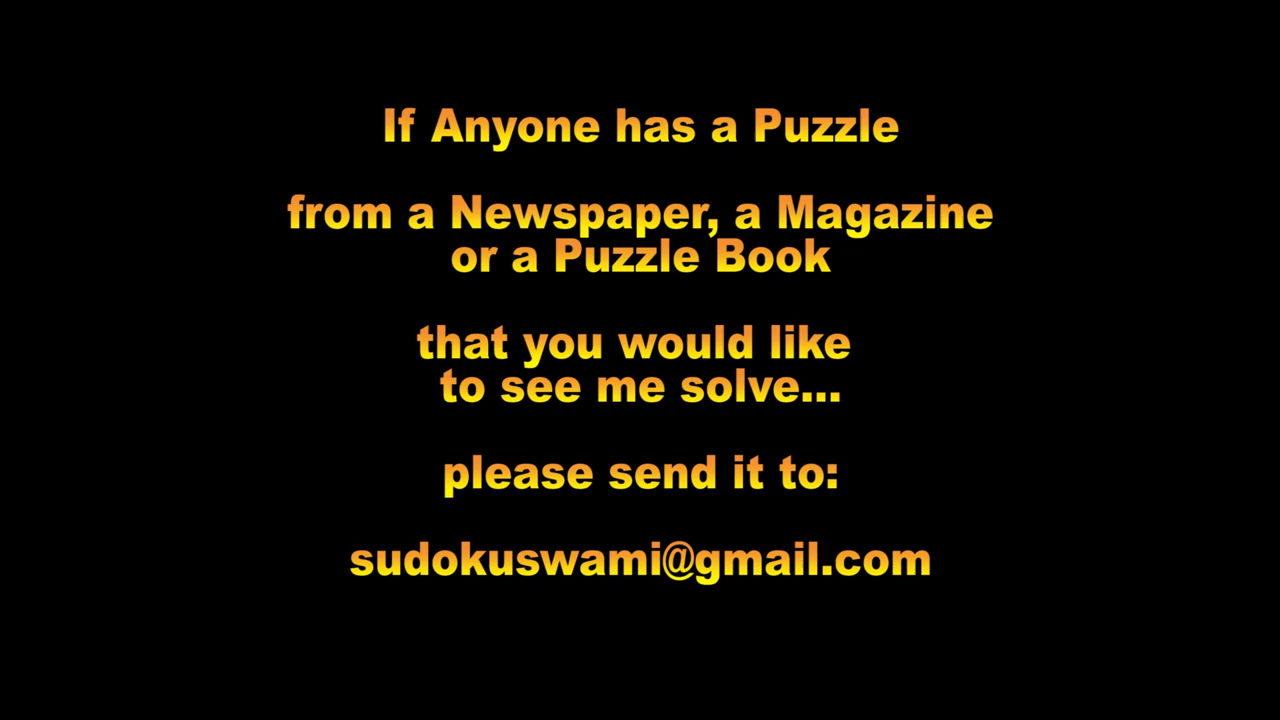 If Anyone has a Puzzle
from a Newspaper, a Magazine
or a Puzzle Book
that you would like
to see me solve...
please send it to:
sudokuswami@gmail.com